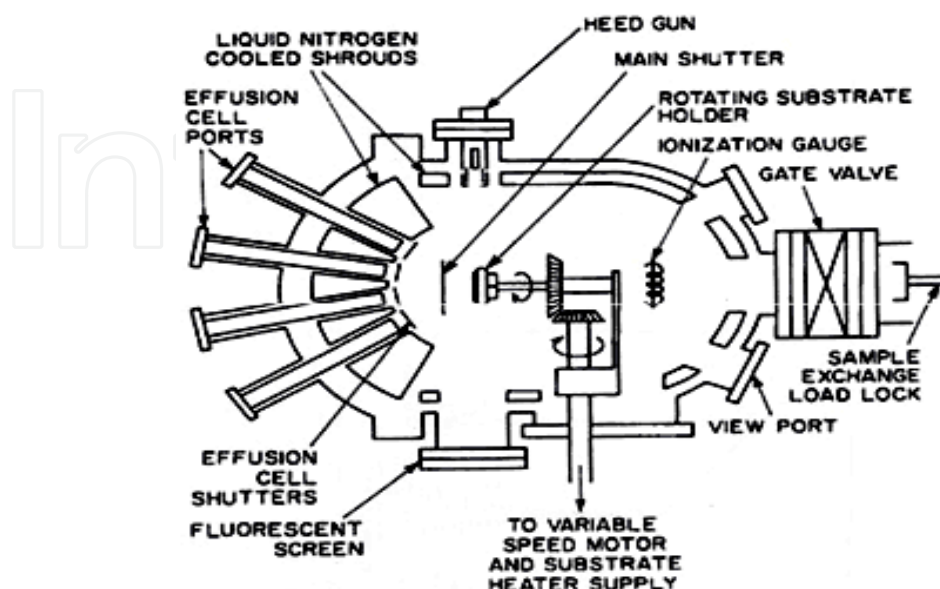 HEED GUN
LIQUID NITROGEN
COOLED SHROUDS
MAIN SHUTTER
EFFUSION
CELL
PORTS
ROTATING SUBSTRATE
HOLDER
IONIZATION GAUGE
GATE VALVE
SAMPLE
EXCHANGE
LOAD LOCK
VIEW PORT
EFFUSION
CELL
SHUTTERS
FLUORESCENT
SCREEN
TO VARIABLE
SPEED MOTOR
AND SUBSTRATE
HEATER SUPPLY